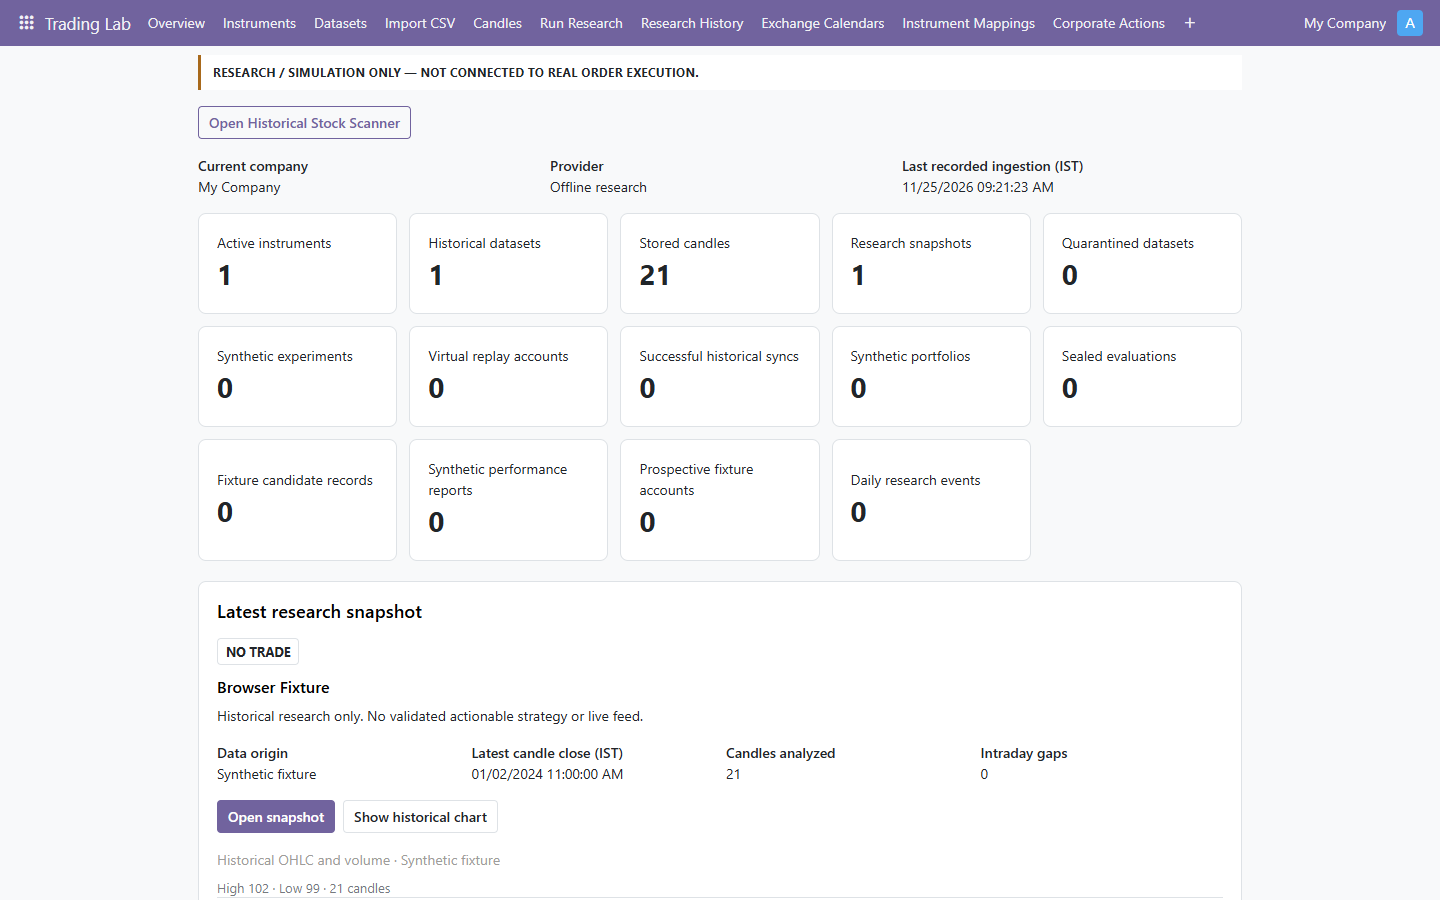 Trading Lab Overview Instruments Datasets Import CSV Candles Run Research Research History Exchange Calendars Instrument Mappings Corporate Actions + My Company A
RESEARCH / SIMULATION ONLY — NOT CONNECTED TO REAL ORDER EXECUTION.
Open Historical Stock Scanner
Current company Provider Last recorded ingestion (IST)
My Company Offline research 11/25/2026 09:21:23 AM
Active instruments Historical datasets Stored candles Research snapshots Quarantined datasets
1 1 21 1 0
Synthetic experiments Virtual replay accounts Successful historical syncs Synthetic portfolios Sealed evaluations
0 0 0 0 0
Fixture candidate records
0
Synthetic performance
reports
0
Prospective fixture
accounts
0
Daily research events
0
Latest research snapshot
NO TRADE
Browser Fixture
Historical research only. No validated actionable strategy or live feed.
Data origin Latest candle close (IST) Candles analyzed Intraday gaps
Synthetic fixture 01/02/2024 11:00:00 AM 21 0
Open snapshot Show historical chart
Historical OHLC and volume · Synthetic fixture
High 102 · Low 99 · 21 candles